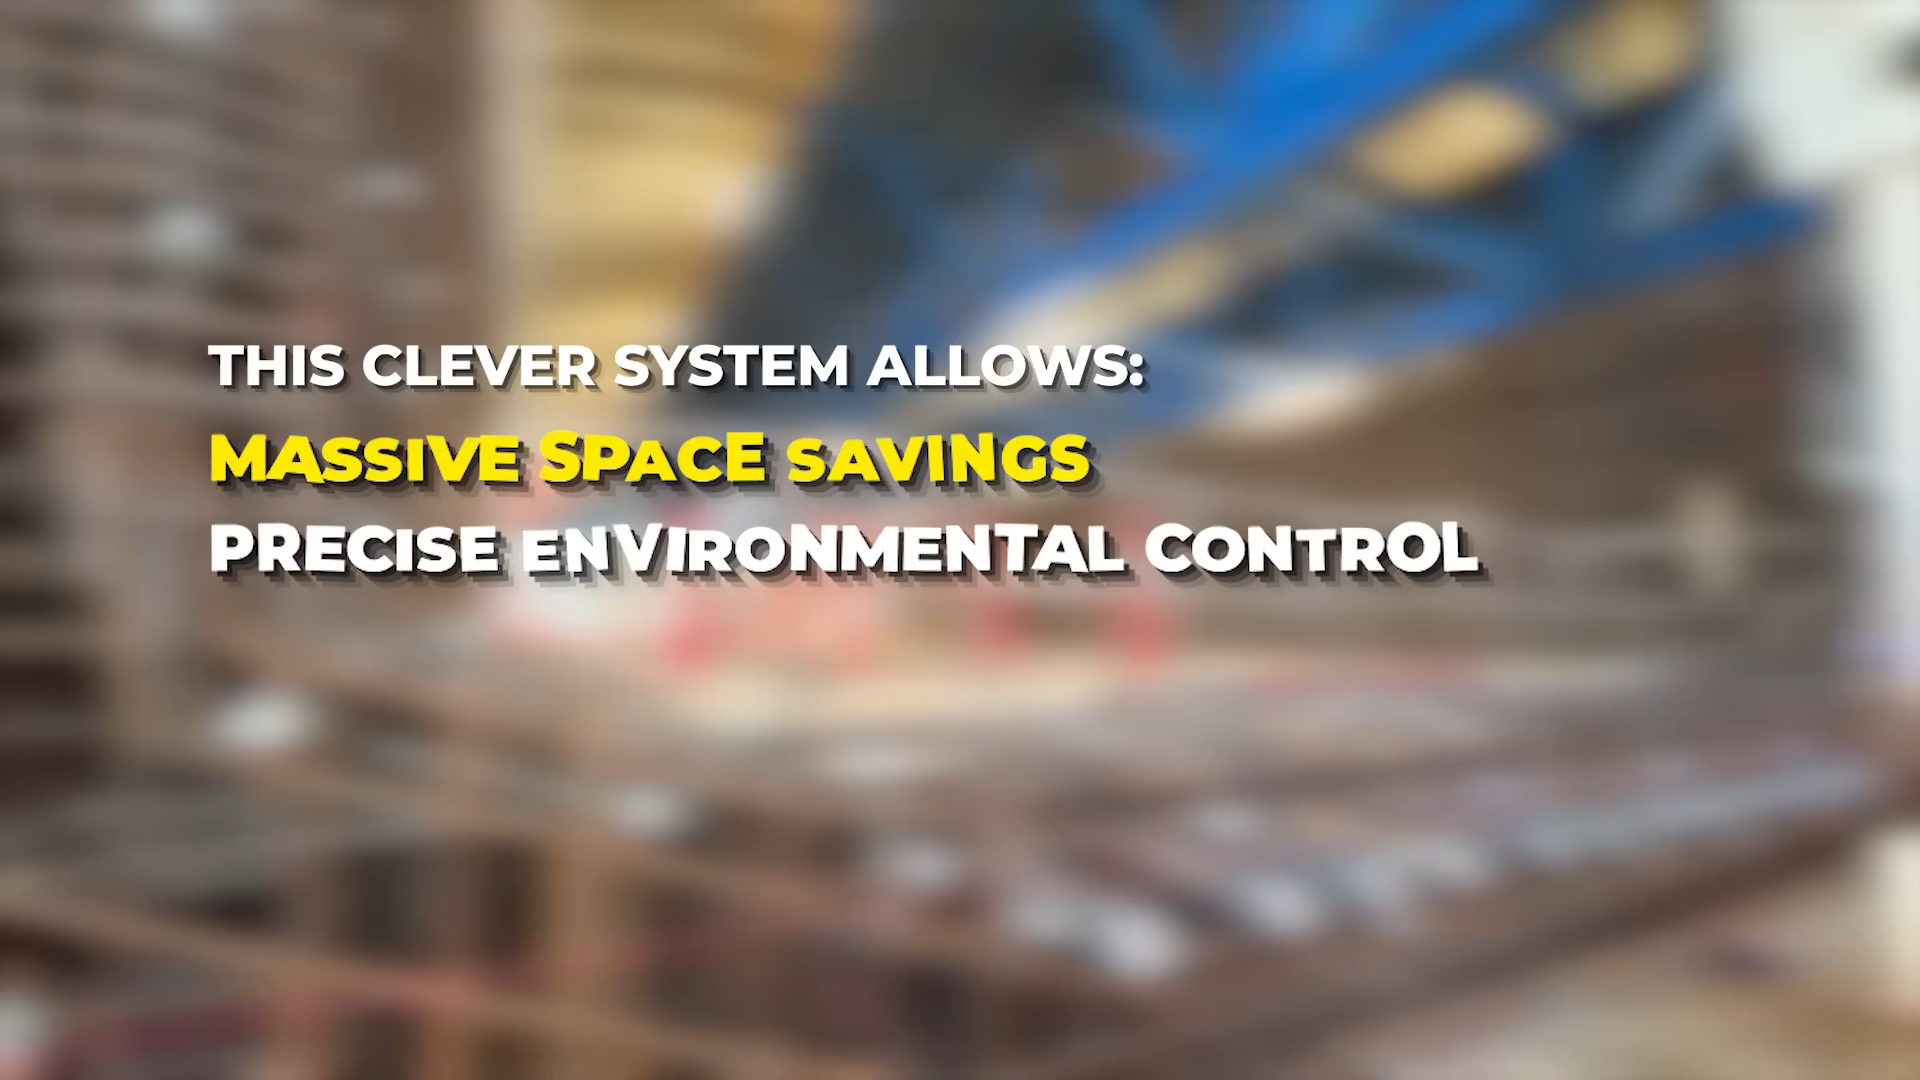 THIS CLEVER SYSTEM ALLOWS:
MASSIVE SPACE SAVINGS
PRECISE ENVIRONMENTAL CONTROL